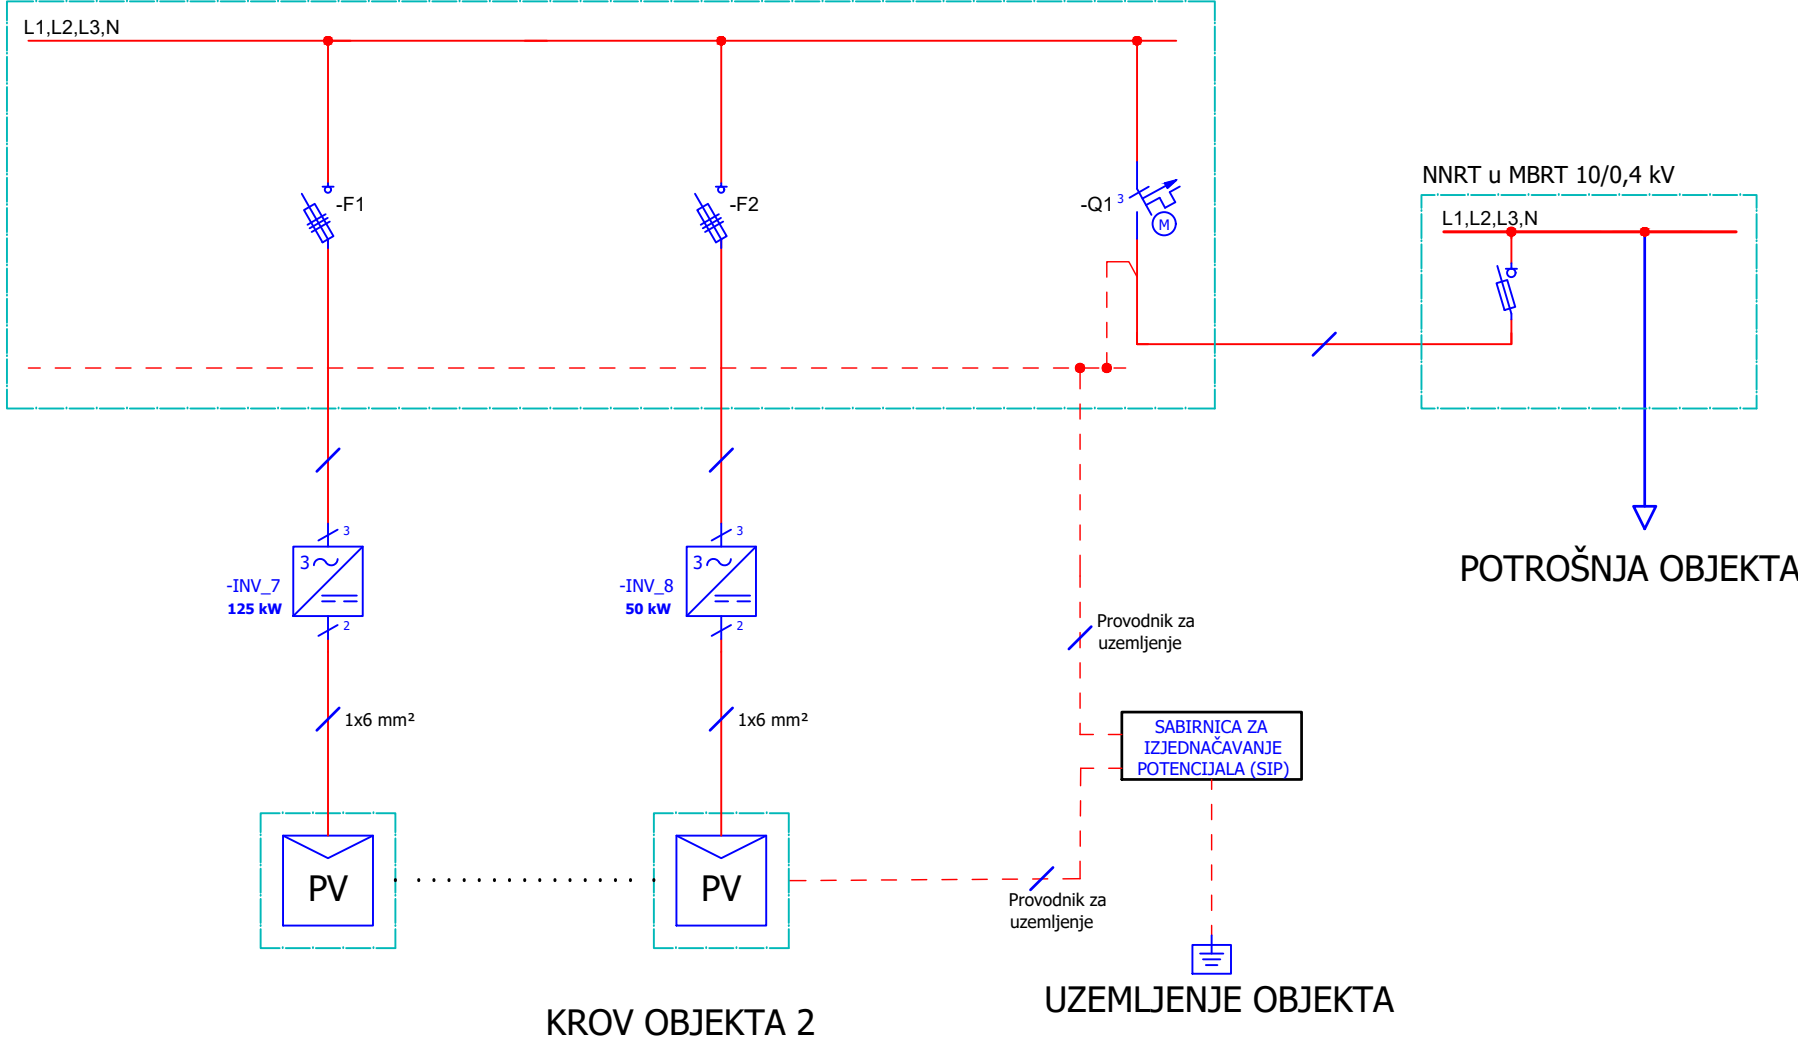 L1,L2,L3,N
-F1
-F2
-Q1 3
M
NNRT u MBRT 10/0,4 kV
L1,L2,L3,N
POTROŠNJA OBJEKTA
3
3
-INV_7
125 kW
2
3
3
-INV_8
50 kW
2
1x6 mm²
1x6 mm²
Provodnik za
uzemljenje
SABIRNICA ZA
IZJEDNAČAVANJE
POTENCIJALA (SIP)
PV
PV
Provodnik za
uzemljenje
UZEMLJENJE OBJEKTA
KROV OBJEKTA 2